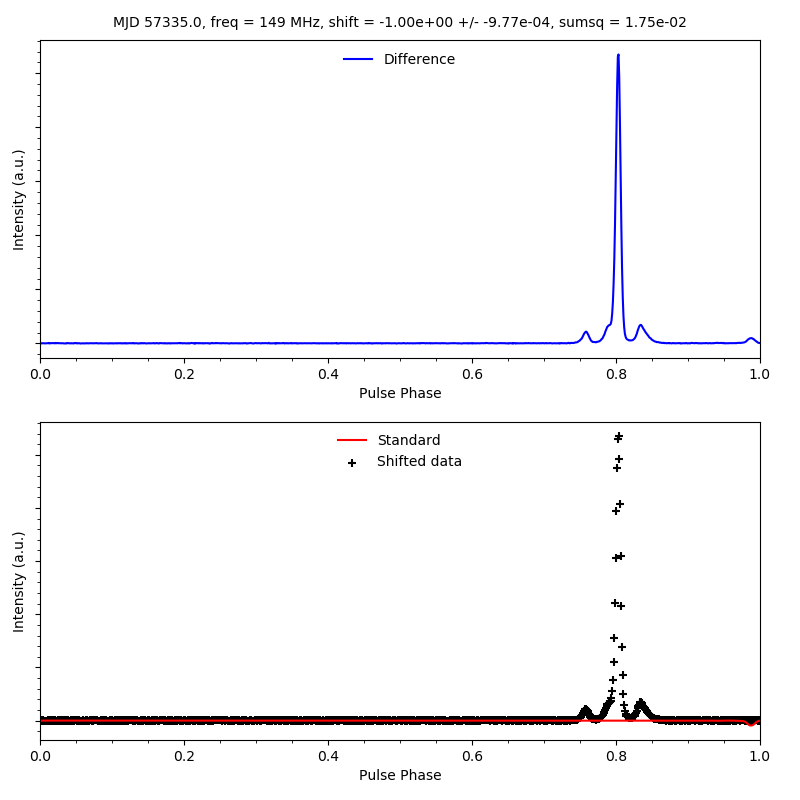 MJD 57335.0, freq = 149 MHz, shift = -1.00e+00 +/- -9.77e-04, sumsq = 1.75e-02
Difference
Intensity (a.u.)
0.0 0.2 0.4 0.6 0.8 1.0
Pulse Phase
Standard
Shifted data
Intensity (a.u.)
0.0 0.2 0.4 0.6 0.8 1.0
Pulse Phase